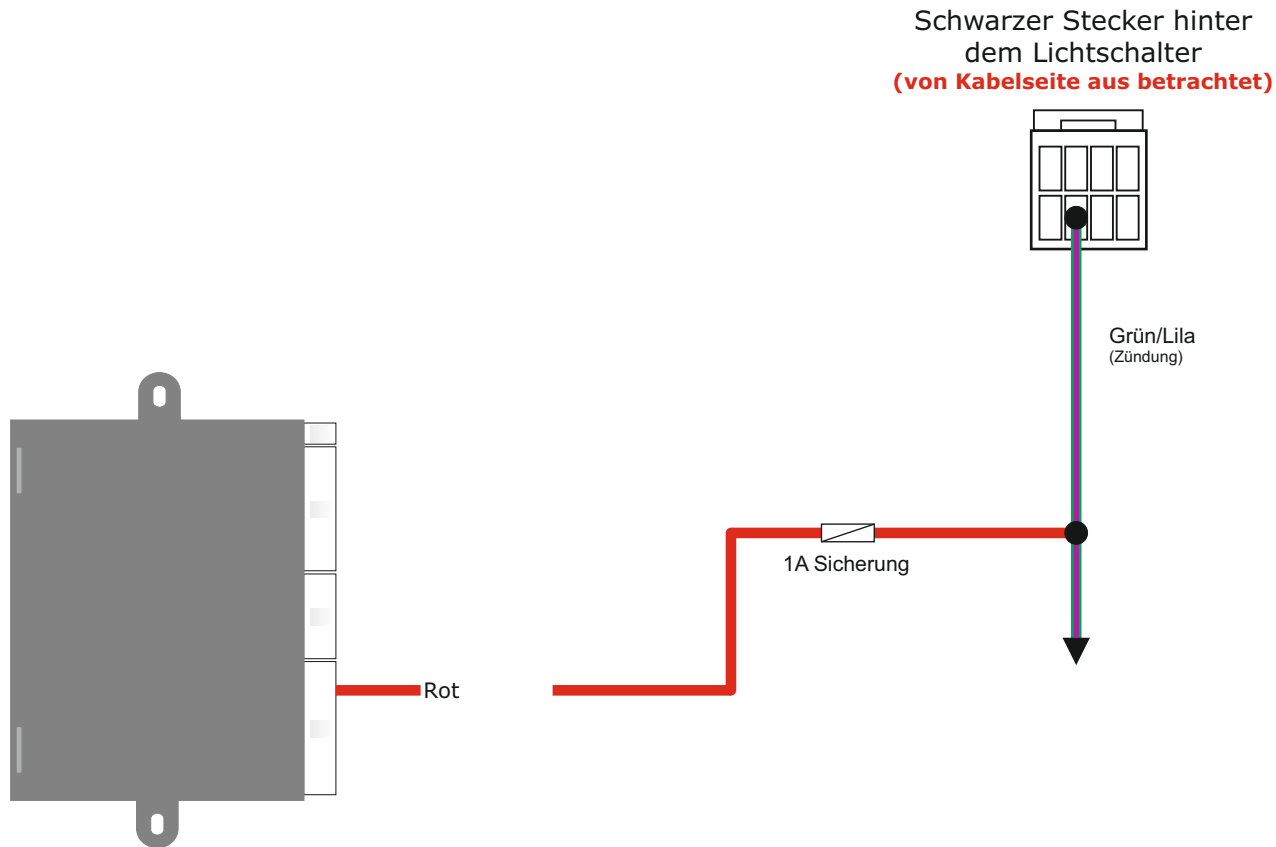 Schwarzer Stecker hinter
dem Lichtschalter
(von Kabelseite aus betrachtet)
Grün/Lila
(Zündung)
1A Sicherung
Rot